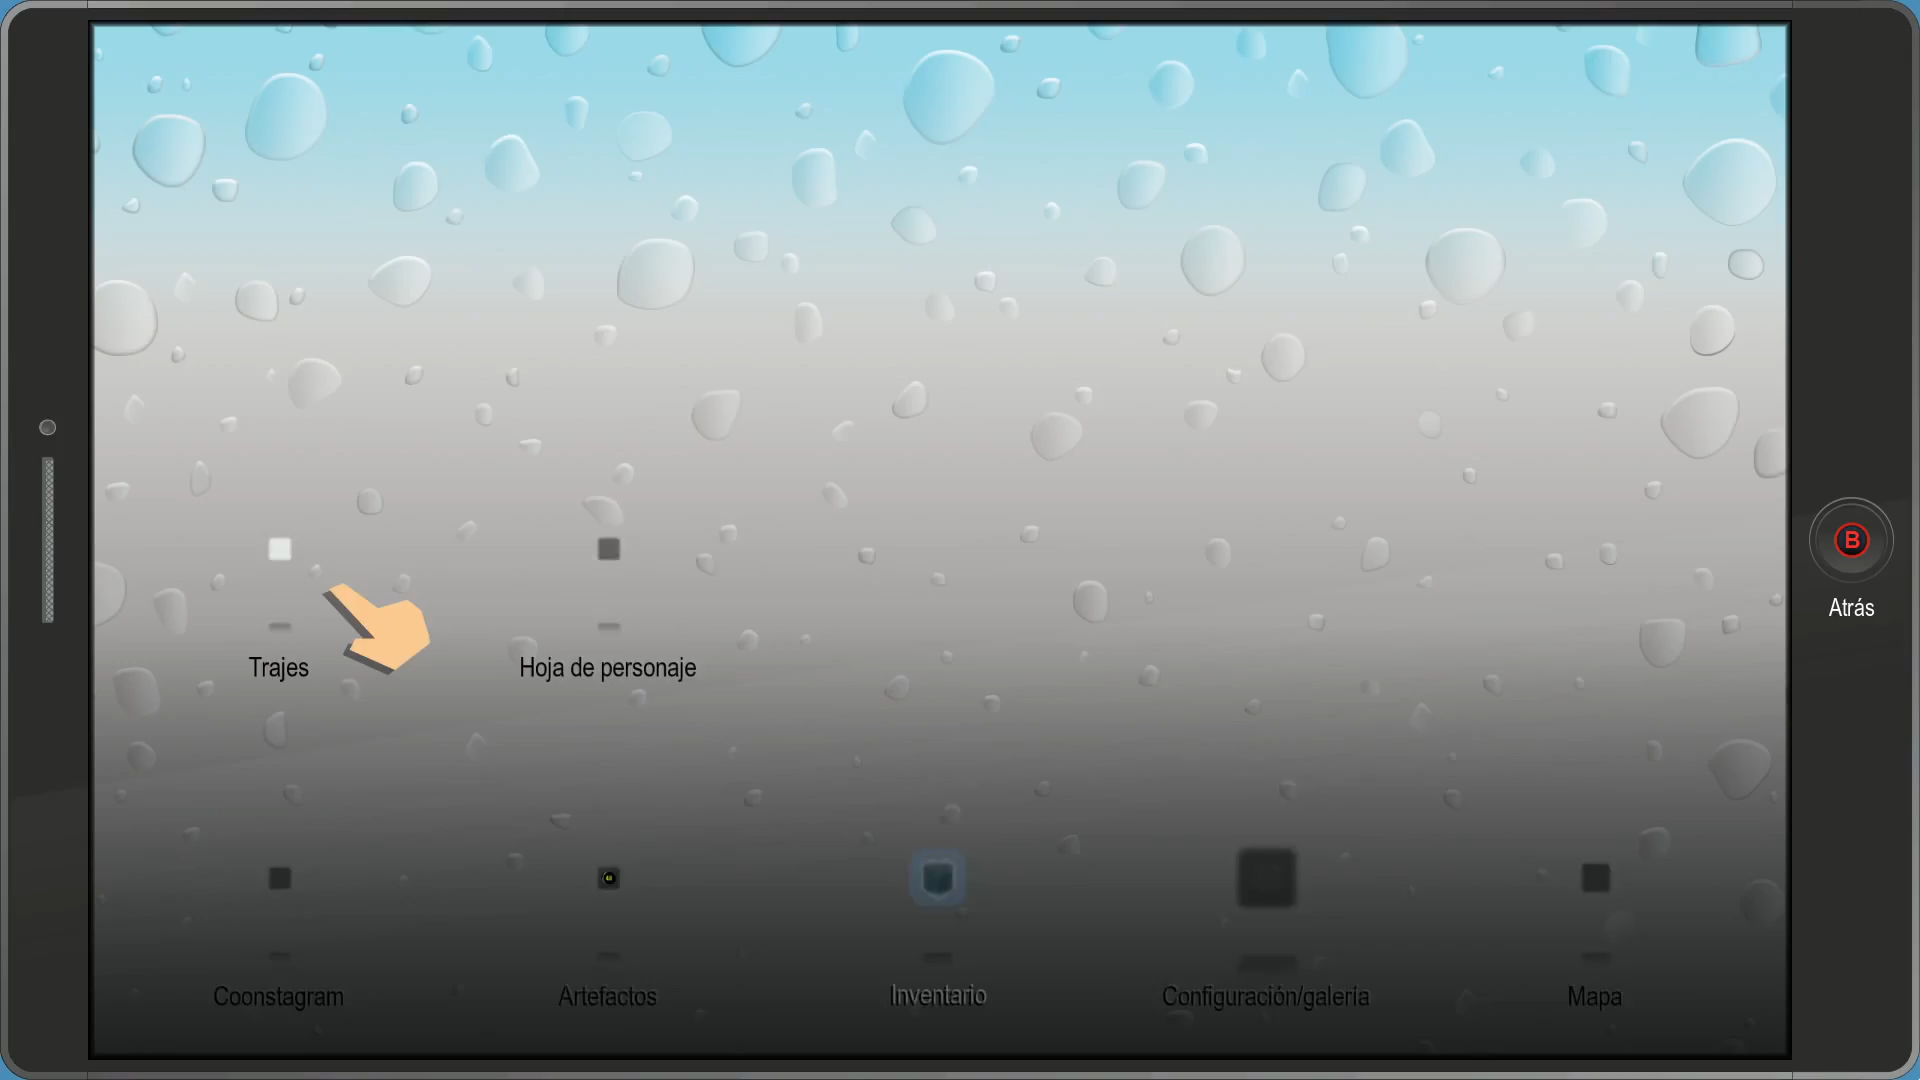 B
Atrás
Trajes
Hoja de personaje
Coonstagram
Artefactos
Inventario
Configuración/galería
Mapa